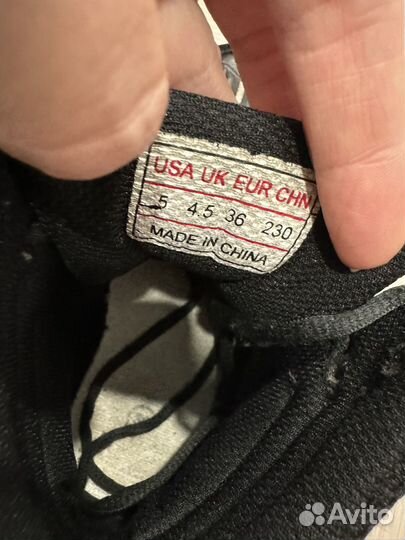 USA UK EUR CHN
5 4.5 36 230
MADE IN CHINA
Avito